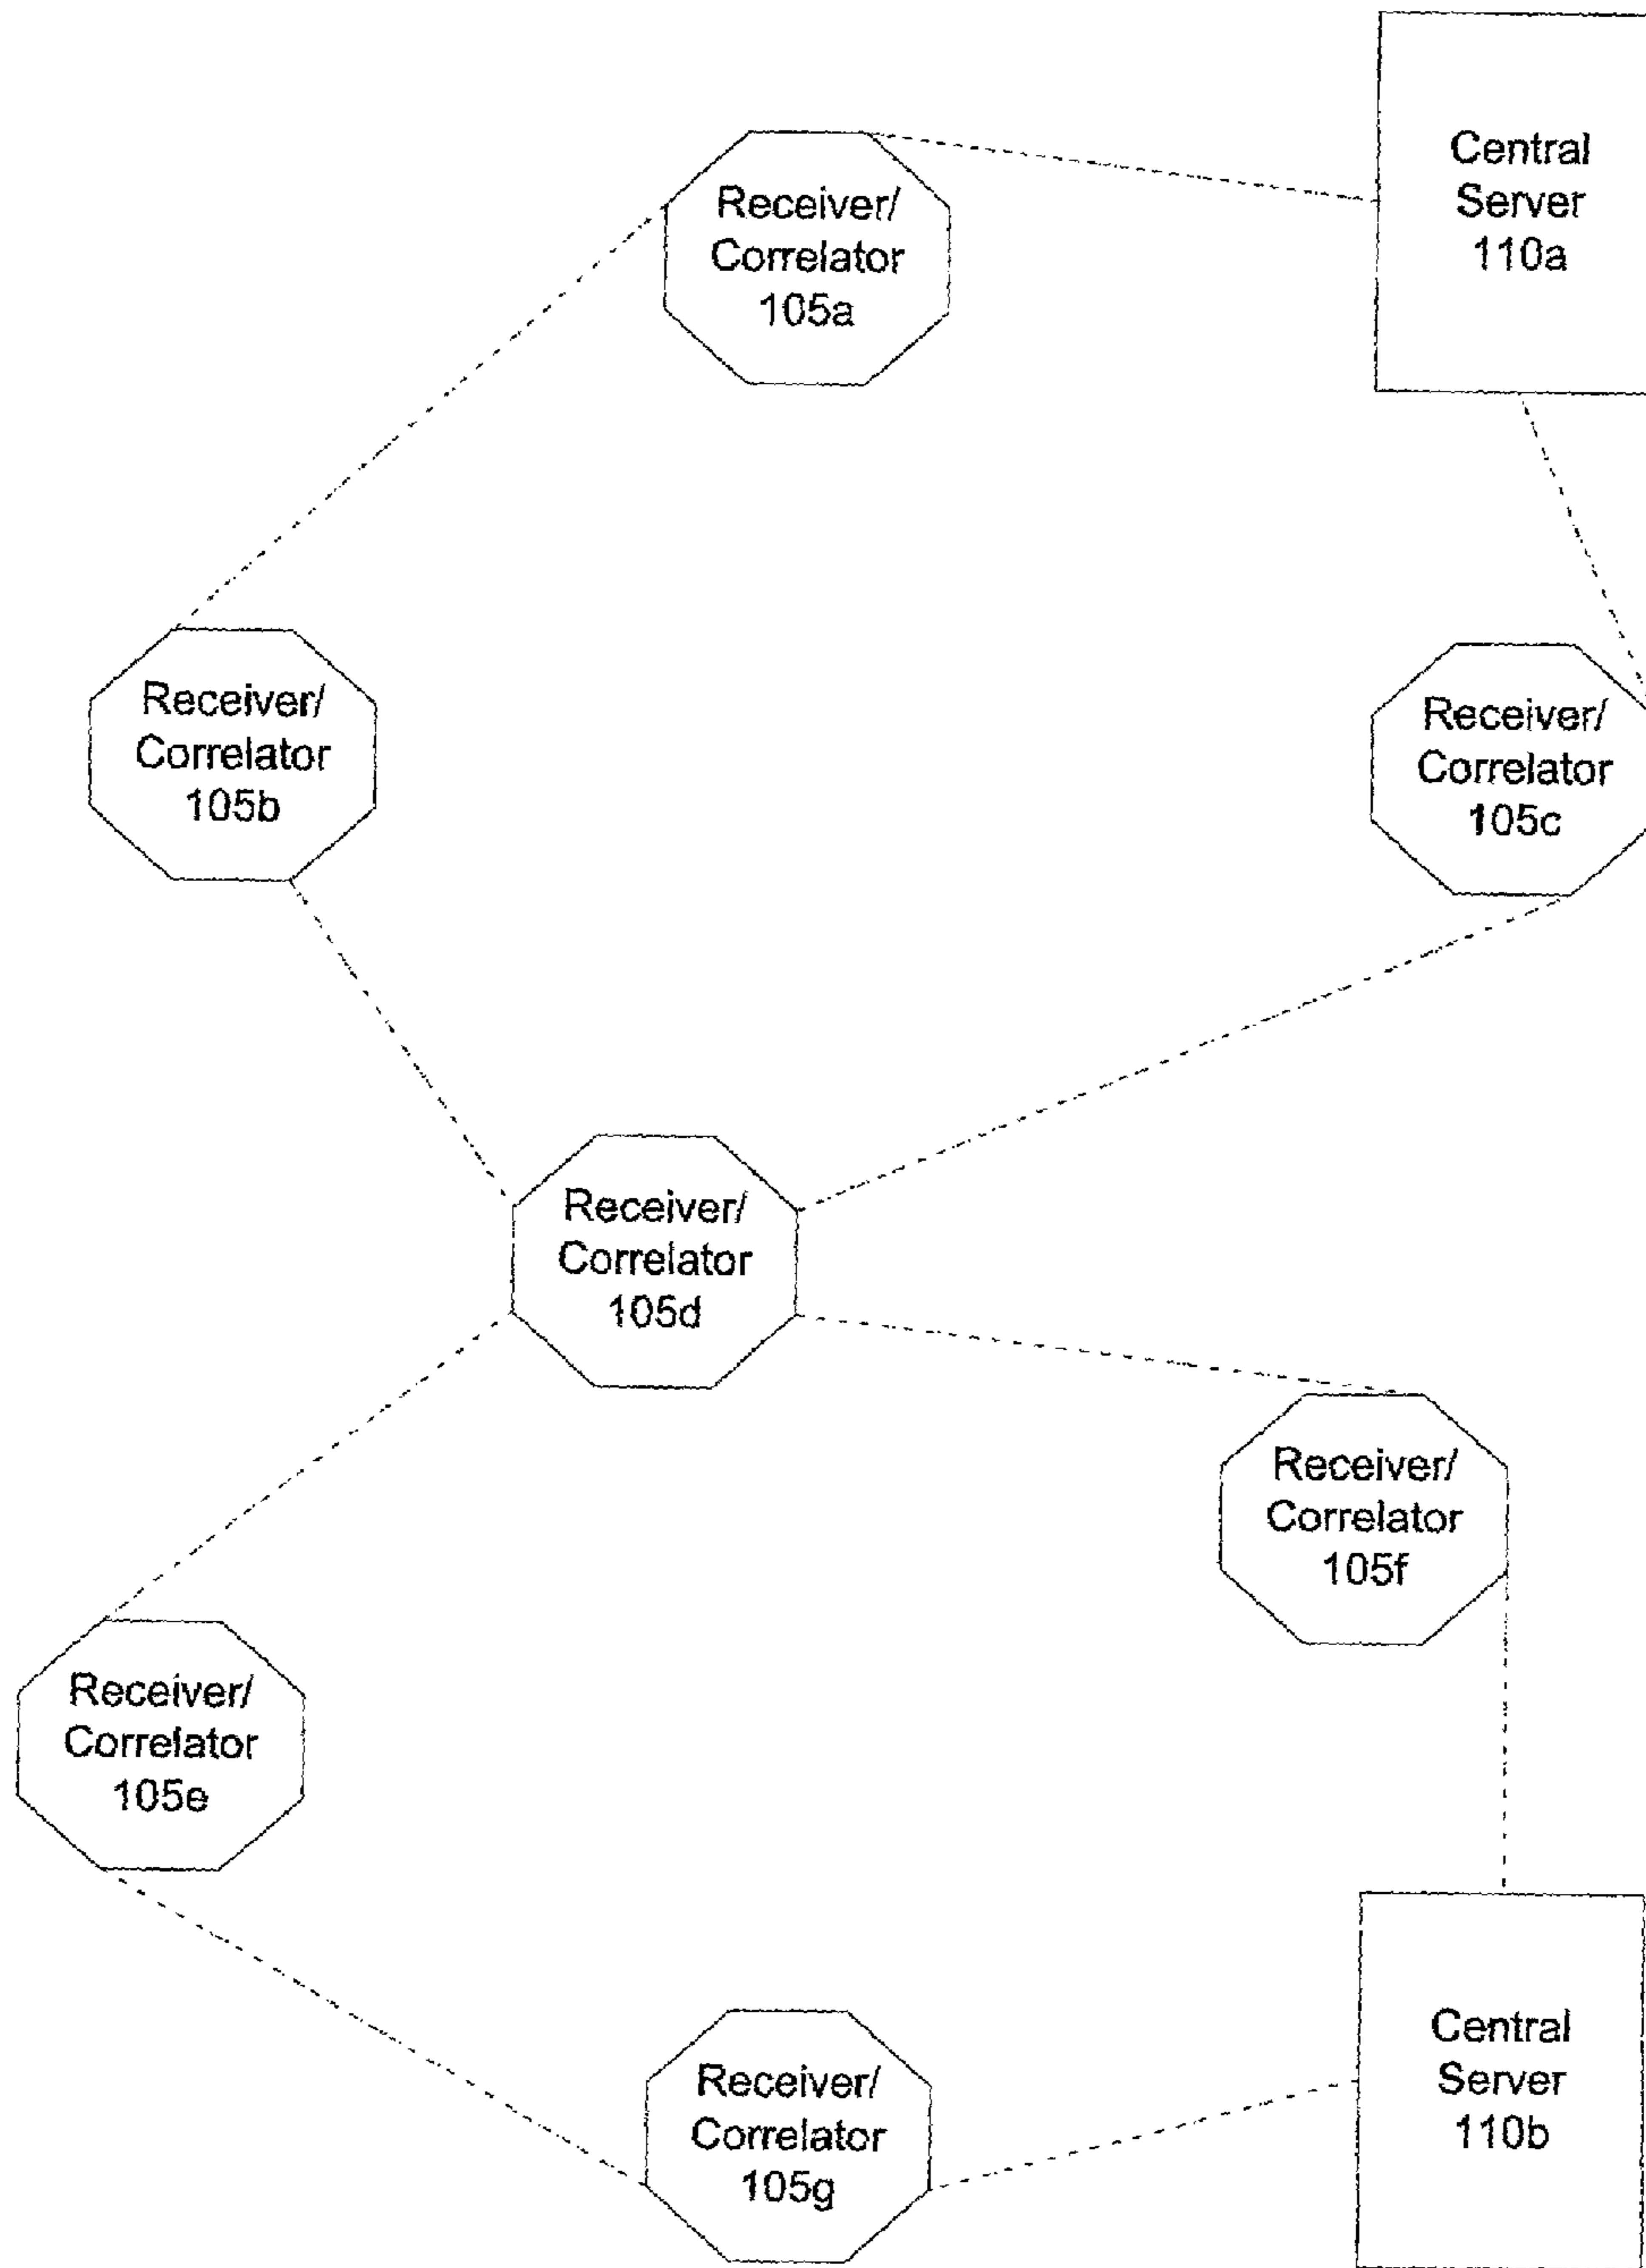 Central
Server
110a
Receiver/
Correlator
105a
Receiver/
Correlator
105b
Receiver/
Correlator
105c
Receiver/
Correlator
105d
Receiver/
Correlator
105f
Receiver/
Correlator
105e
Central
Server
110b
Receiver/
Correlator
105g